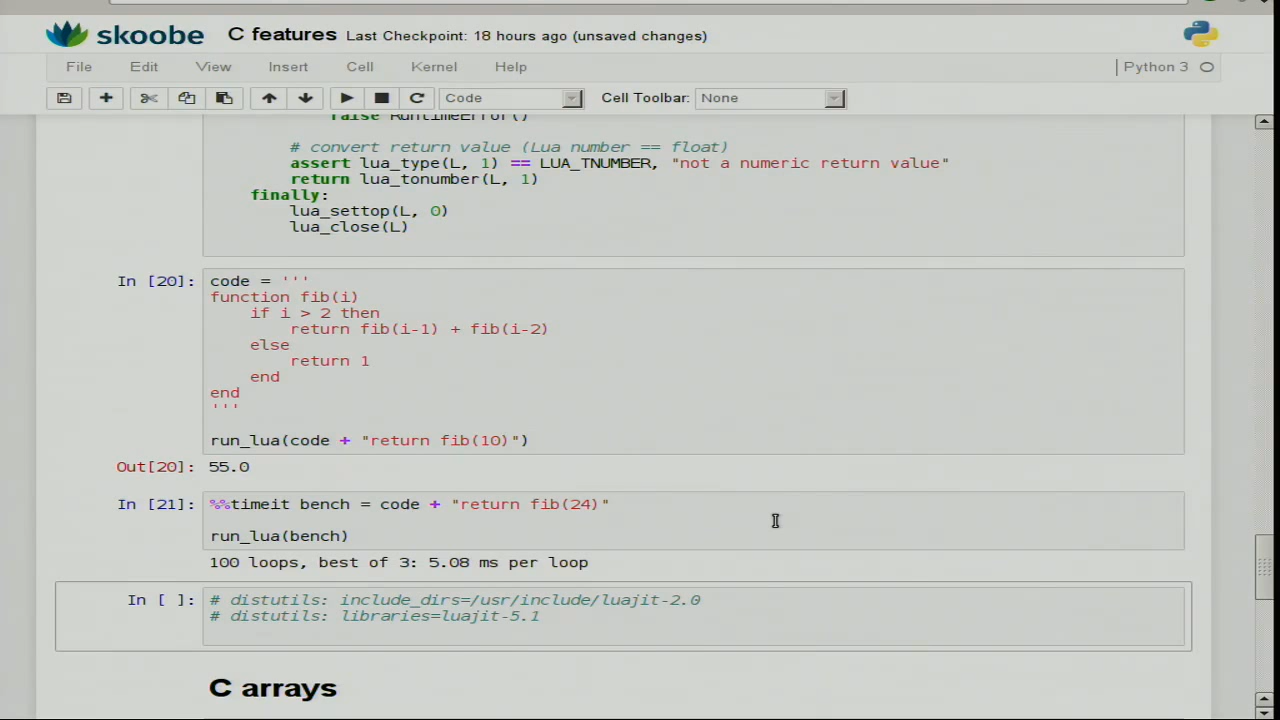 skoobe C features Last Checkpoint: 18 hours ago (unsaved changes)
File Edit View Insert Cell Kernel Help Python 3
Code Cell Toolbar: None
raise RuntimeError()
# convert return value (Lua number == float)
assert lua_type(L, 1) == LUA_TNUMBER, "not a numeric return value"
return lua_tonumber(L, 1)
finally:
lua_settop(L, 0)
lua_close(L)
In [20]: code = '''
function fib(i)
if i > 2 then
return fib(i-1) + fib(i-2)
else
return 1
end
end
'''
run_lua(code + "return fib(10)")
Out[20]: 55.0
In [21]: %%timeit bench = code + "return fib(24)"
run_lua(bench)
100 loops, best of 3: 5.08 ms per loop
In [ ]: # distutils: include_dirs=/usr/include/luajit-2.0
# distutils: libraries=luajit-5.1
C arrays